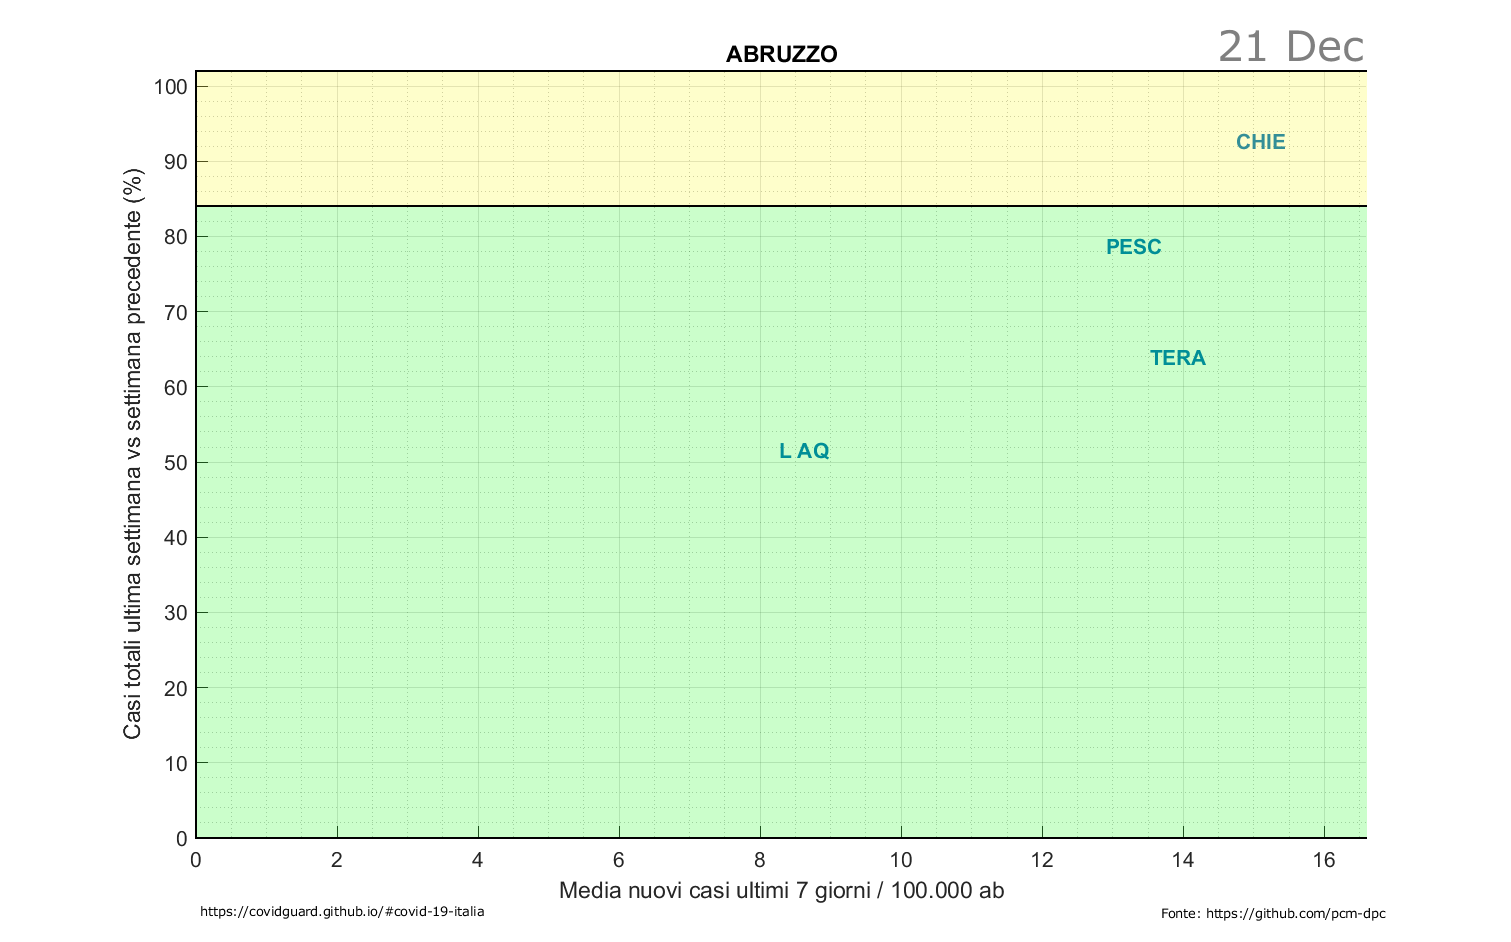 21 Dec
ABRUZZO
100
90
80
70
60
50
40
30
20
10
0
Casi totali ultima settimana vs settimana precedente (%)
CHIE
PESC
TERA
L AQ
0 2 4 6 8 10 12 14 16
Media nuovi casi ultimi 7 giorni / 100.000 ab
https://covidguard.github.io/#covid-19-italia
Fonte: https://github.com/pcm-dpc